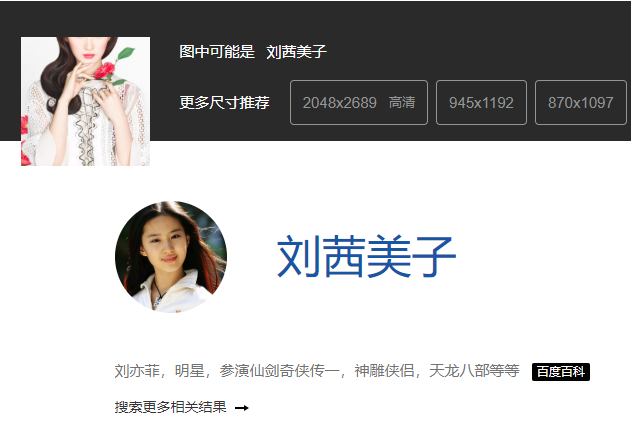 图中可能是 刘茜美子
更多尺寸推荐 2048x2689 高清 945x1192 870x1097
刘茜美子
刘亦菲，明星，参演仙剑奇侠传一，神雕侠侣，天龙八部等等 百度百科
搜索更多相关结果 →